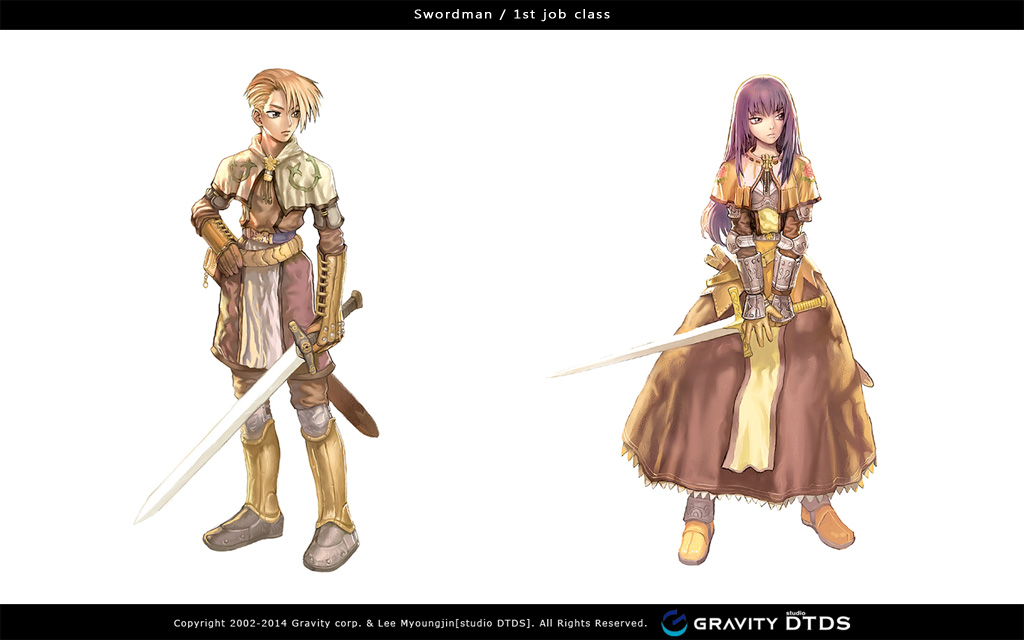 Swordman / 1st job class
Copyright 2002-2014 Gravity corp. & Lee Myoungjin[studio DTDS]. All Rights Reserved.
GRAVITY studio DTDS